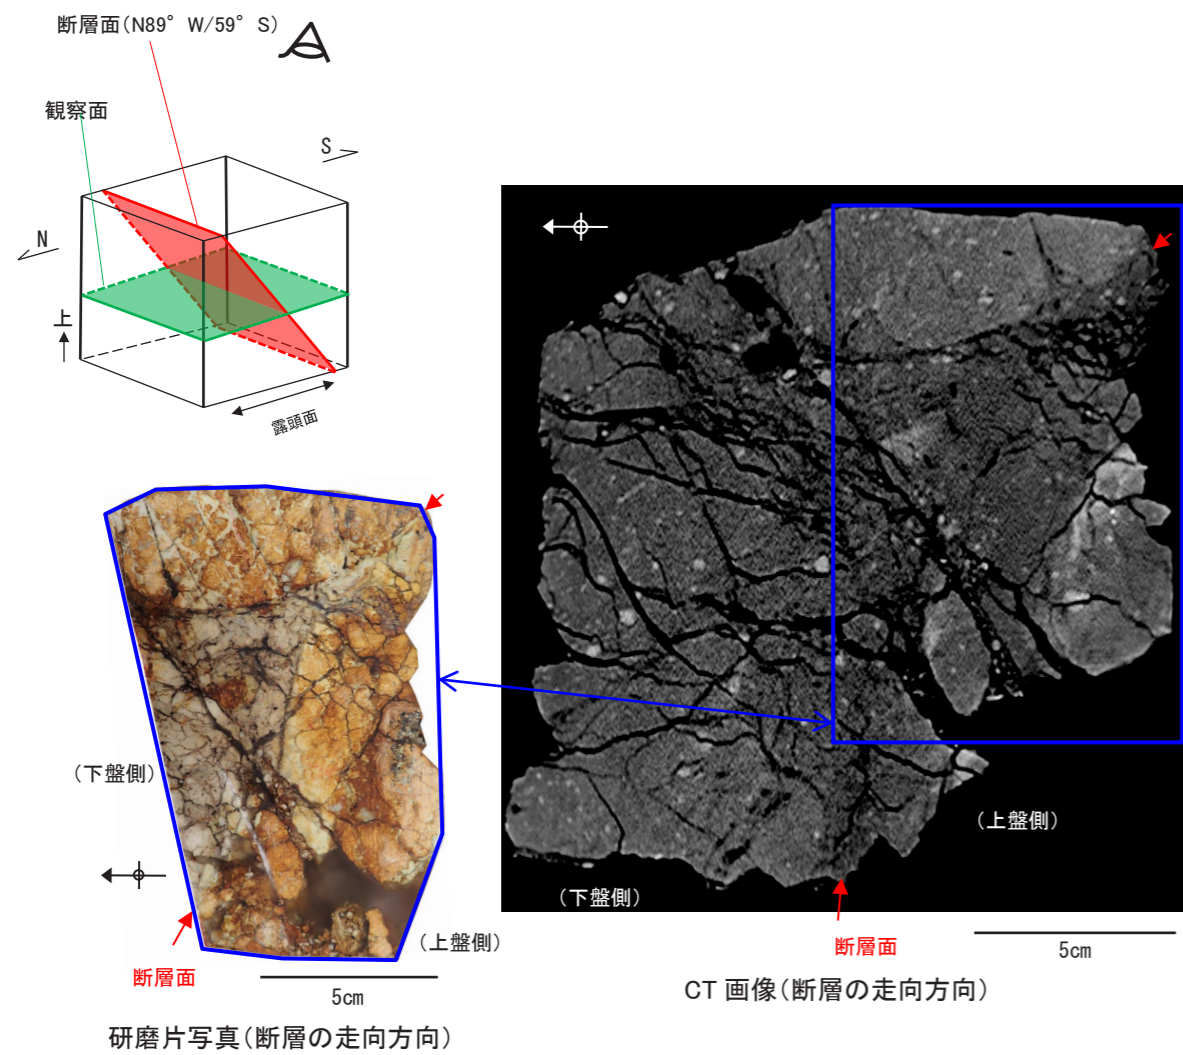 断層面(N89° W/59° S)
観察面
S
N
上
露頭面
(下盤側)
(上盤側)
断層面
5cm
研磨片写真(断層の走向方向)
(上盤側)
(下盤側)
断層面
5cm
CT 画像(断層の走向方向)